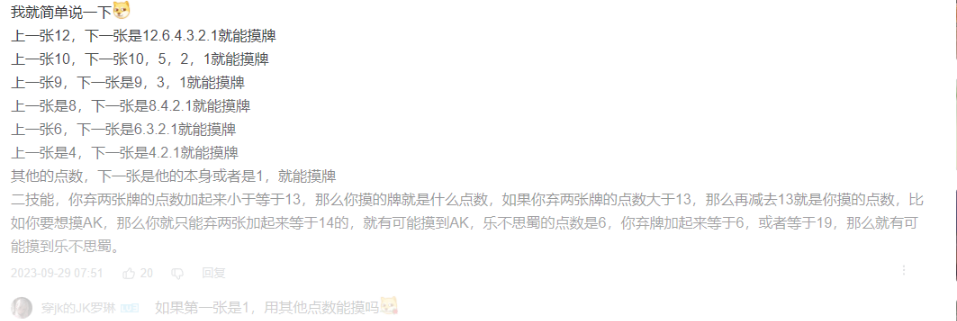 我就简单说一下
上一张12，下一张是12.6.4.3.2.1就能摸牌
上一张10，下一张10，5，2，1就能摸牌
上一张9，下一张是9，3，1就能摸牌
上一张是8，下一张是8.4.2.1就能摸牌
上一张6，下一张是6.3.2.1就能摸牌
上一张是4，下一张是4.2.1就能摸牌
其他的点数，下一张是他的本身或者是1，就能摸牌
二技能，你弃两张牌的点数加起来小于等于13，那么你摸的牌就是什么点数，如果你弃两张牌的点数大于13，那么再减去13就是你摸的点数，比
如你要想摸AK，那么你就只能弃两张加起来等于14的，就有可能摸到AK，乐不思蜀的点数是6，你弃牌加起来等于6，或者等于19，那么就有可
能摸到乐不思蜀。
2023-09-29 07:51 20 回复
穿jk的JK罗琳 如果第一张是1，用其他点数能摸吗